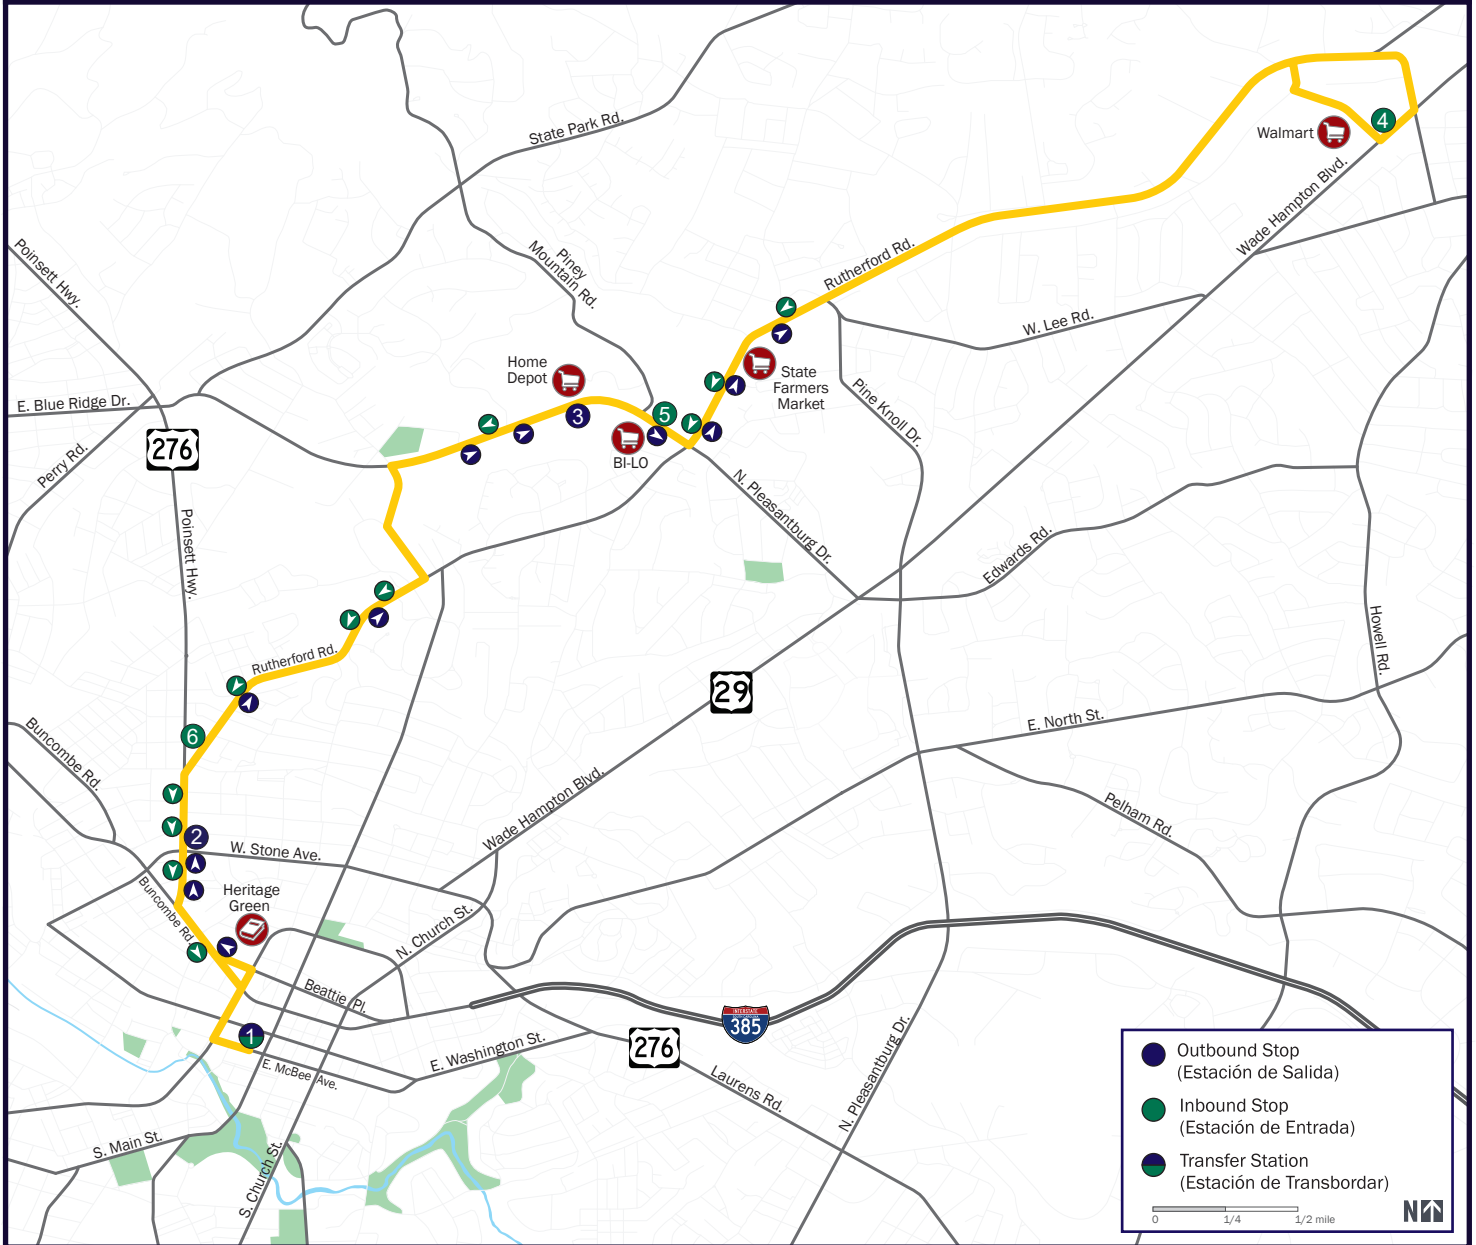 State Park Rd.
4
Walmart
Wade Hampton Blvd.
Poinsett Hwy.
Piney
Mountain Rd.
Rutherford Rd.
W. Lee Rd.
Home
Depot
State
Farmers
Market
E. Blue Ridge Dr.
3
5
BI-LO
Pine Knoll Dr.
276
Perry Rd.
N. Pleasantburg Dr.
Poinsett Hwy.
Edwards Rd.
Howell Rd.
Rutherford Rd.
29
E. North St.
6
Buncombe Rd.
Wade Hampton Blvd.
Pelham Rd.
2
W. Stone Ave.
Buncombe Rd.
Heritage
Green
N. Church St.
Beattie Pl.
1
INTERSTATE
385
E. Washington St.
276
E. McBee Ave.
Laurens Rd.
N. Pleasantburg Dr.
S. Main St.
S. Church St.
Outbound Stop
(Estación de Salida)
Inbound Stop
(Estación de Entrada)
Transfer Station
(Estación de Transbordar)
0 1/4 1/2 mile
N